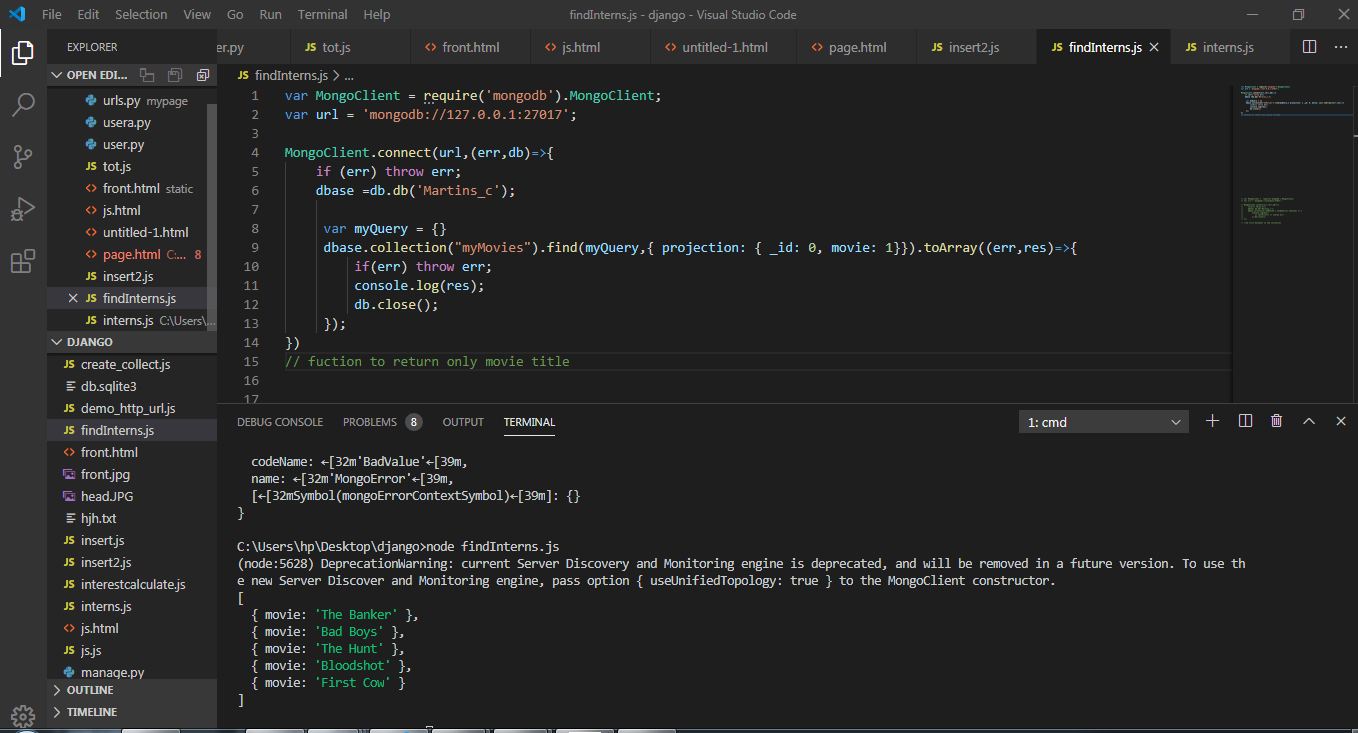 File Edit Selection View Go Run Terminal Help findInterns.js - django - Visual Studio Code
EXPLORER
er.py JS tot.js <> front.html <> js.html <> untitled-1.html <> page.html JS insert2.js JS findInterns.js JS interns.js
OPEN EDI...
urls.py mypage
usera.py
user.py
JS tot.js
<> front.html static
<> js.html
<> untitled-1.html
<> page.html C:... 8
JS insert2.js
JS findInterns.js
JS interns.js C:\Users\...
DJANGO
JS create_collect.js
db.sqlite3
JS demo_http_url.js
JS findInterns.js
<> front.html
front.jpg
head.JPG
hjh.txt
JS insert.js
JS insert2.js
JS interestcalculate.js
JS interns.js
<> js.html
JS js.js
manage.py
OUTLINE
TIMELINE
JS findInterns.js > ...
1 var MongoClient = require('mongodb').MongoClient;
2 var url = 'mongodb://127.0.0.1:27017';
3
4 MongoClient.connect(url,(err,db)=>{
5 if (err) throw err;
6 dbase =db.db('Martins_c');
7
8 var myQuery = {}
9 dbase.collection("myMovies").find(myQuery,{ projection: { _id: 0, movie: 1}}).toArray((err,res)=>{
10 if(err) throw err;
11 console.log(res);
12 db.close();
13 });
14 })
15 // fuction to return only movie title
16
17
DEBUG CONSOLE PROBLEMS 8 OUTPUT TERMINAL 1: cmd
codeName: ←[32m'BadValue'←[39m,
name: ←[32m'MongoError'←[39m,
[←[32mSymbol(mongoErrorContextSymbol)←[39m]: {}
}
C:\Users\hp\Desktop\django>node findInterns.js
(node:5628) DeprecationWarning: current Server Discovery and Monitoring engine is deprecated, and will be removed in a future version. To use th
e new Server Discover and Monitoring engine, pass option { useUnifiedTopology: true } to the MongoClient constructor.
[
{ movie: 'The Banker' },
{ movie: 'Bad Boys' },
{ movie: 'The Hunt' },
{ movie: 'Bloodshot' },
{ movie: 'First Cow' }
]